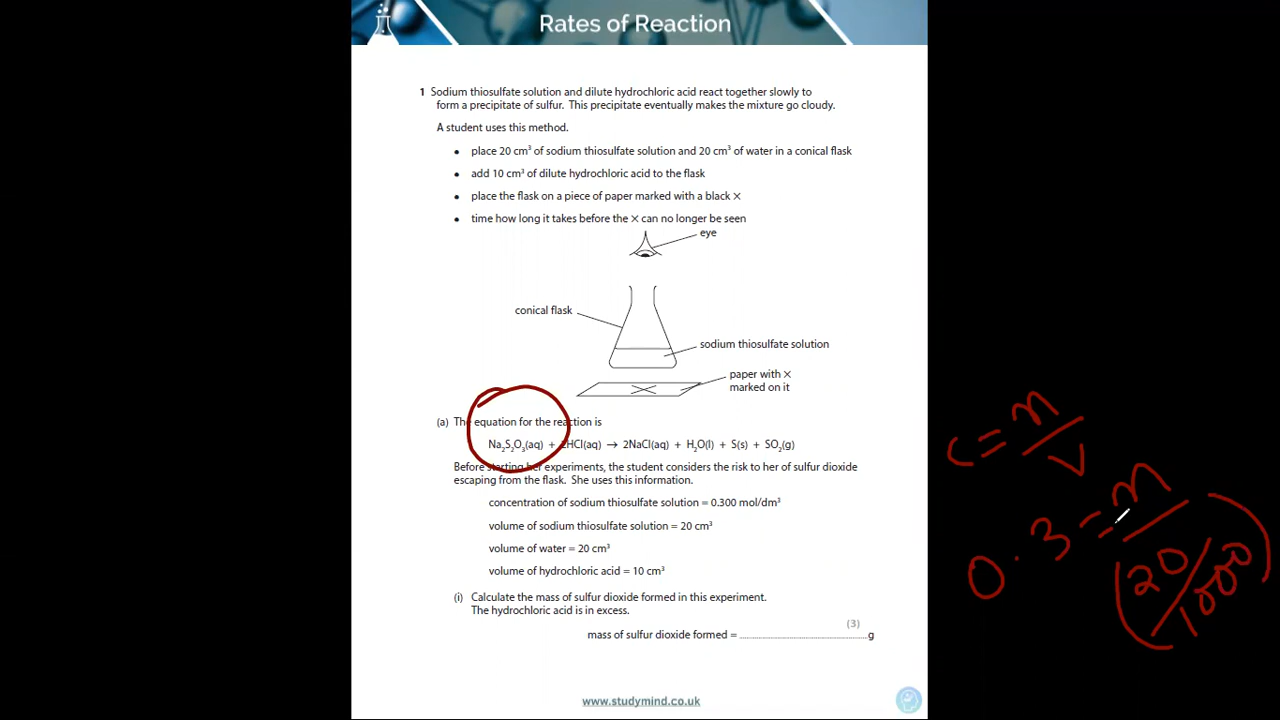 Rates of Reaction
1 Sodium thiosulfate solution and dilute hydrochloric acid react together slowly to
form a precipitate of sulfur. This precipitate eventually makes the mixture go cloudy.
A student uses this method.
• place 20 cm³ of sodium thiosulfate solution and 20 cm³ of water in a conical flask
• add 10 cm³ of dilute hydrochloric acid to the flask
• place the flask on a piece of paper marked with a black X
• time how long it takes before the X can no longer be seen
eye
conical flask
sodium thiosulfate solution
paper with X
marked on it
(a) The equation for the reaction is
Na₂S₂O₃(aq) + 2HCl(aq) → 2NaCl(aq) + H₂O(l) + S(s) + SO₂(g)
Before starting her experiments, the student considers the risk to her of sulfur dioxide
escaping from the flask. She uses this information.
concentration of sodium thiosulfate solution = 0.300 mol/dm³
volume of sodium thiosulfate solution = 20 cm³
volume of water = 20 cm³
volume of hydrochloric acid = 10 cm³
(i) Calculate the mass of sulfur dioxide formed in this experiment.
The hydrochloric acid is in excess.
(3)
mass of sulfur dioxide formed = ........................................ g
www.studymind.co.uk
c = n/V
0.3 = n/(20/1000)